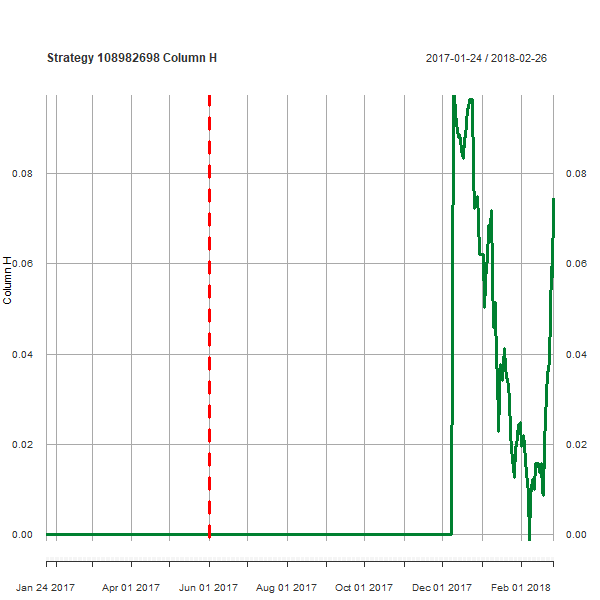 Strategy 108982698 Column H
2017-01-24 / 2018-02-26
Column H
0.08
0.06
0.04
0.02
0.00
0.08
0.06
0.04
0.02
0.00
Jan 24 2017
Apr 01 2017
Jun 01 2017
Aug 01 2017
Oct 01 2017
Dec 01 2017
Feb 01 2018